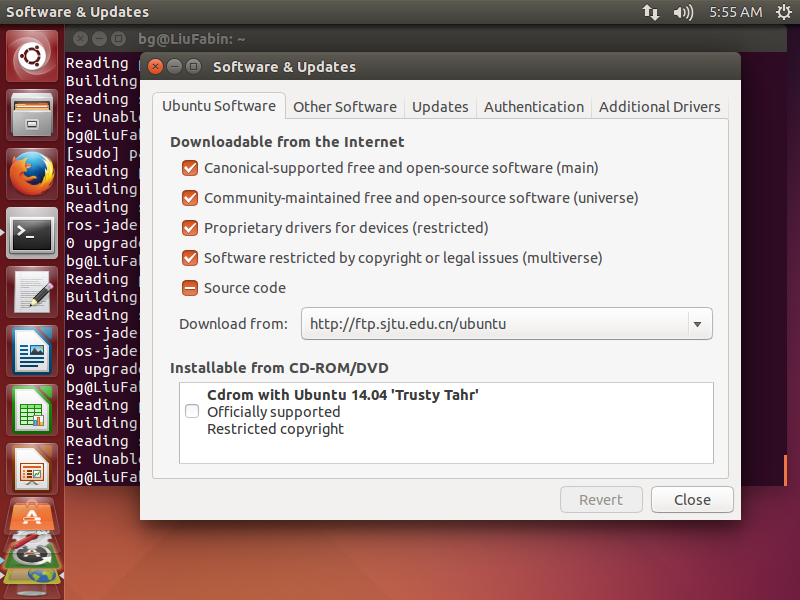 Software & Updates
5:55 AM
bg@LiuFabin: ~
Reading
Building
Reading
E: Unabl
bg@LiuFa
[sudo] p
Reading
Building
Reading
ros-jade
0 upgrad
bg@LiuFa
Reading
Building
Reading
ros-jade
ros-jade
0 upgrad
bg@LiuFa
Reading
Building
Reading
E: Unabl
bg@LiuFa
Software & Updates
Ubuntu Software Other Software Updates Authentication Additional Drivers
Downloadable from the Internet
Canonical-supported free and open-source software (main)
Community-maintained free and open-source software (universe)
Proprietary drivers for devices (restricted)
Software restricted by copyright or legal issues (multiverse)
Source code
Download from: http://ftp.sjtu.edu.cn/ubuntu
Installable from CD-ROM/DVD
Cdrom with Ubuntu 14.04 'Trusty Tahr'
Officially supported
Restricted copyright
Revert Close